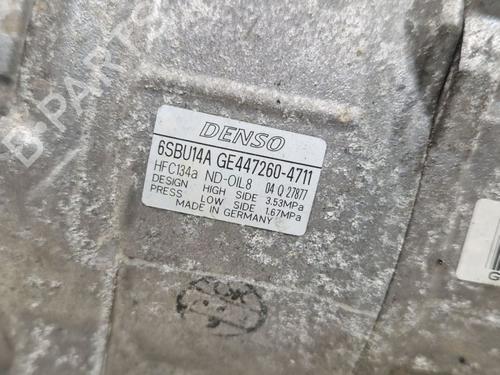 B-PARTS
DENSO
6SBU14A GE447260-4711
HFC134a ND-OIL8 04 Q 27877
DESIGN HIGH SIDE 3.53MPa
PRESS LOW SIDE 1.67MPa
MADE IN GERMANY
OK
G